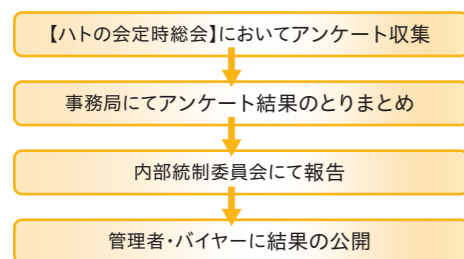 【ハトの会定時総会】においてアンケート収集
事務局にてアンケート結果のとりまとめ
内部統制委員会にて報告
管理者・バイヤーに結果の公開